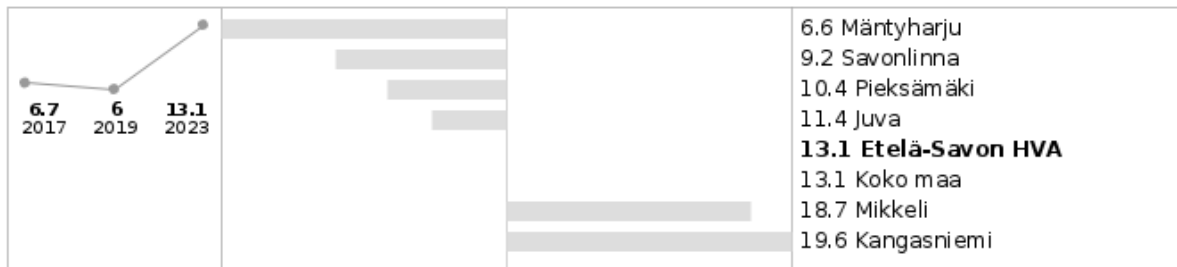 6.7 6 13.1
2017 2019 2023
6.6 Mäntyharju
9.2 Savonlinna
10.4 Pieksämäki
11.4 Juva
13.1 Etelä-Savon HVA
13.1 Koko maa
18.7 Mikkeli
19.6 Kangasniemi